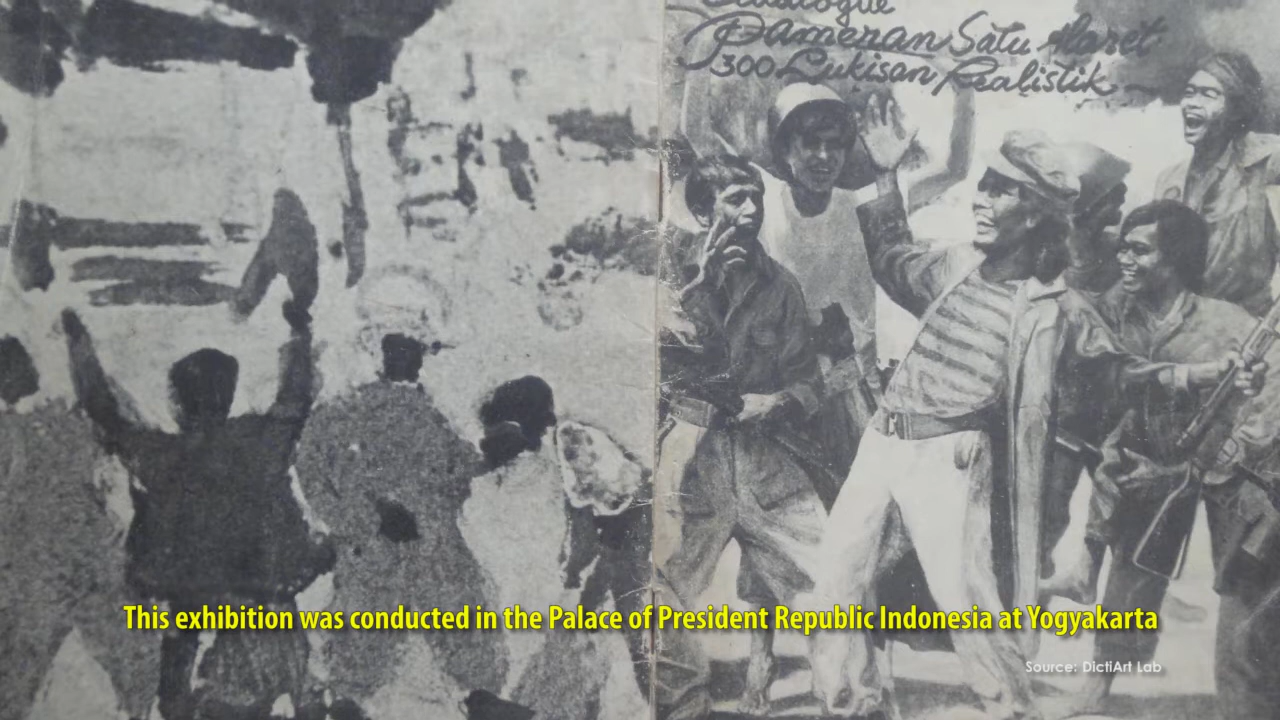 Catalogue
Pameran Satu Maret
300 Lukisan Realistik
This exhibition was conducted in the Palace of President Republic Indonesia at Yogyakarta
Source: DictiArt Lab